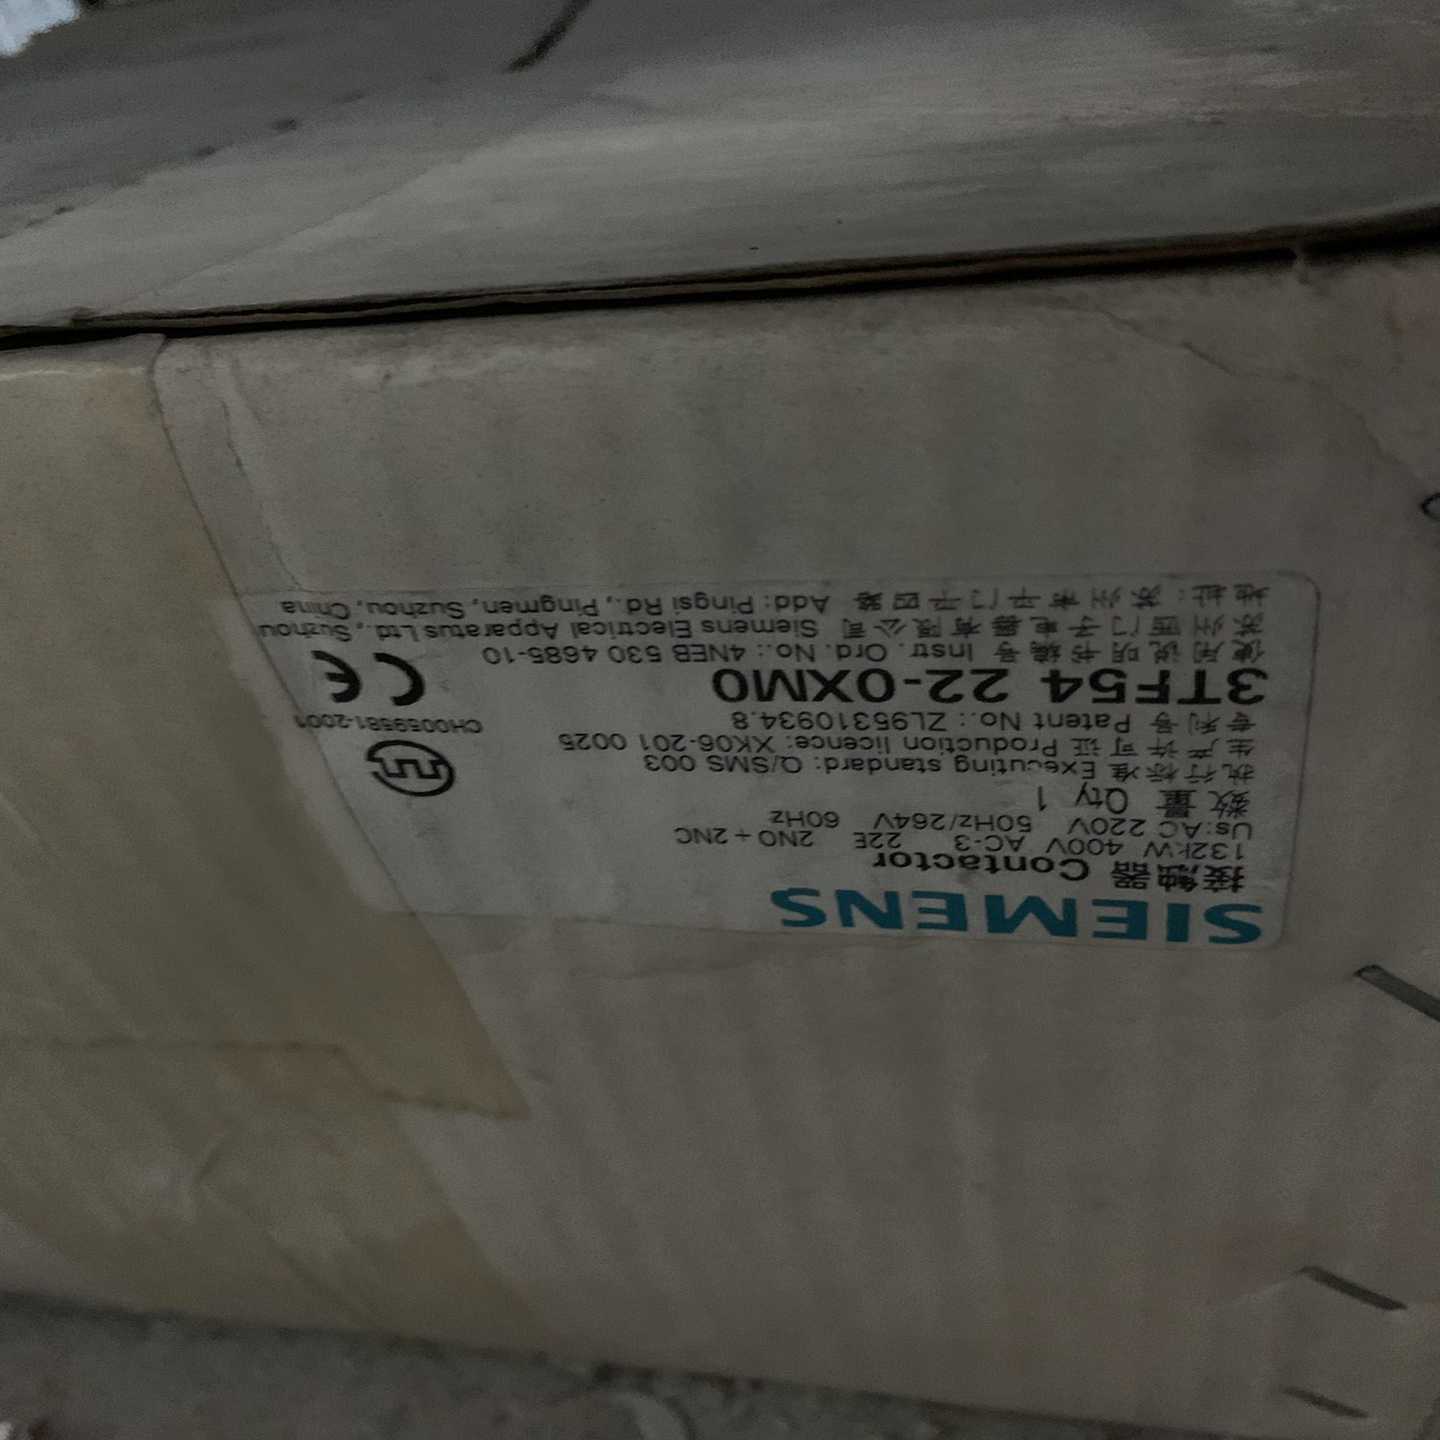 SIEMENS
接触器 Contactor
132kW 400V AC-3 22E 2NO + 2NC
Us:AC 220V 50Hz/264V 60Hz
数量 Qty 1
执行标准 Executing standard: Q/SMS 003
生产许可证 Production licence: XK06-201 0025
专利号 Patent No.: ZL95310934.8
CH0059581-2001
3TF54 22-0XM0
CE
使用说明书编号 Instr. Ord. No.: 4NEB 530 4685-10
苏州西门子电器有限公司 Siemens Electrical Apparatus Ltd., Suzhou
地址: 苏州市平门平四路 Add: Pingsi Rd., Pingmen, Suzhou, China